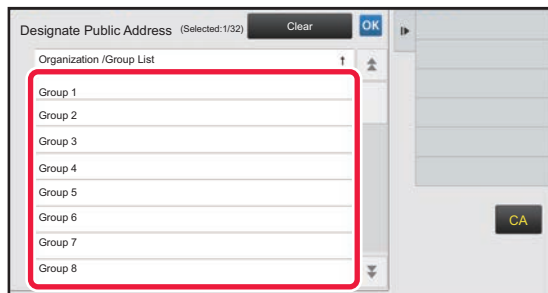 Designate Public Address (Selected:1/32) Clear OK
Organization /Group List
Group 1
Group 2
Group 3
Group 4
Group 5
Group 6
Group 7
Group 8
CA